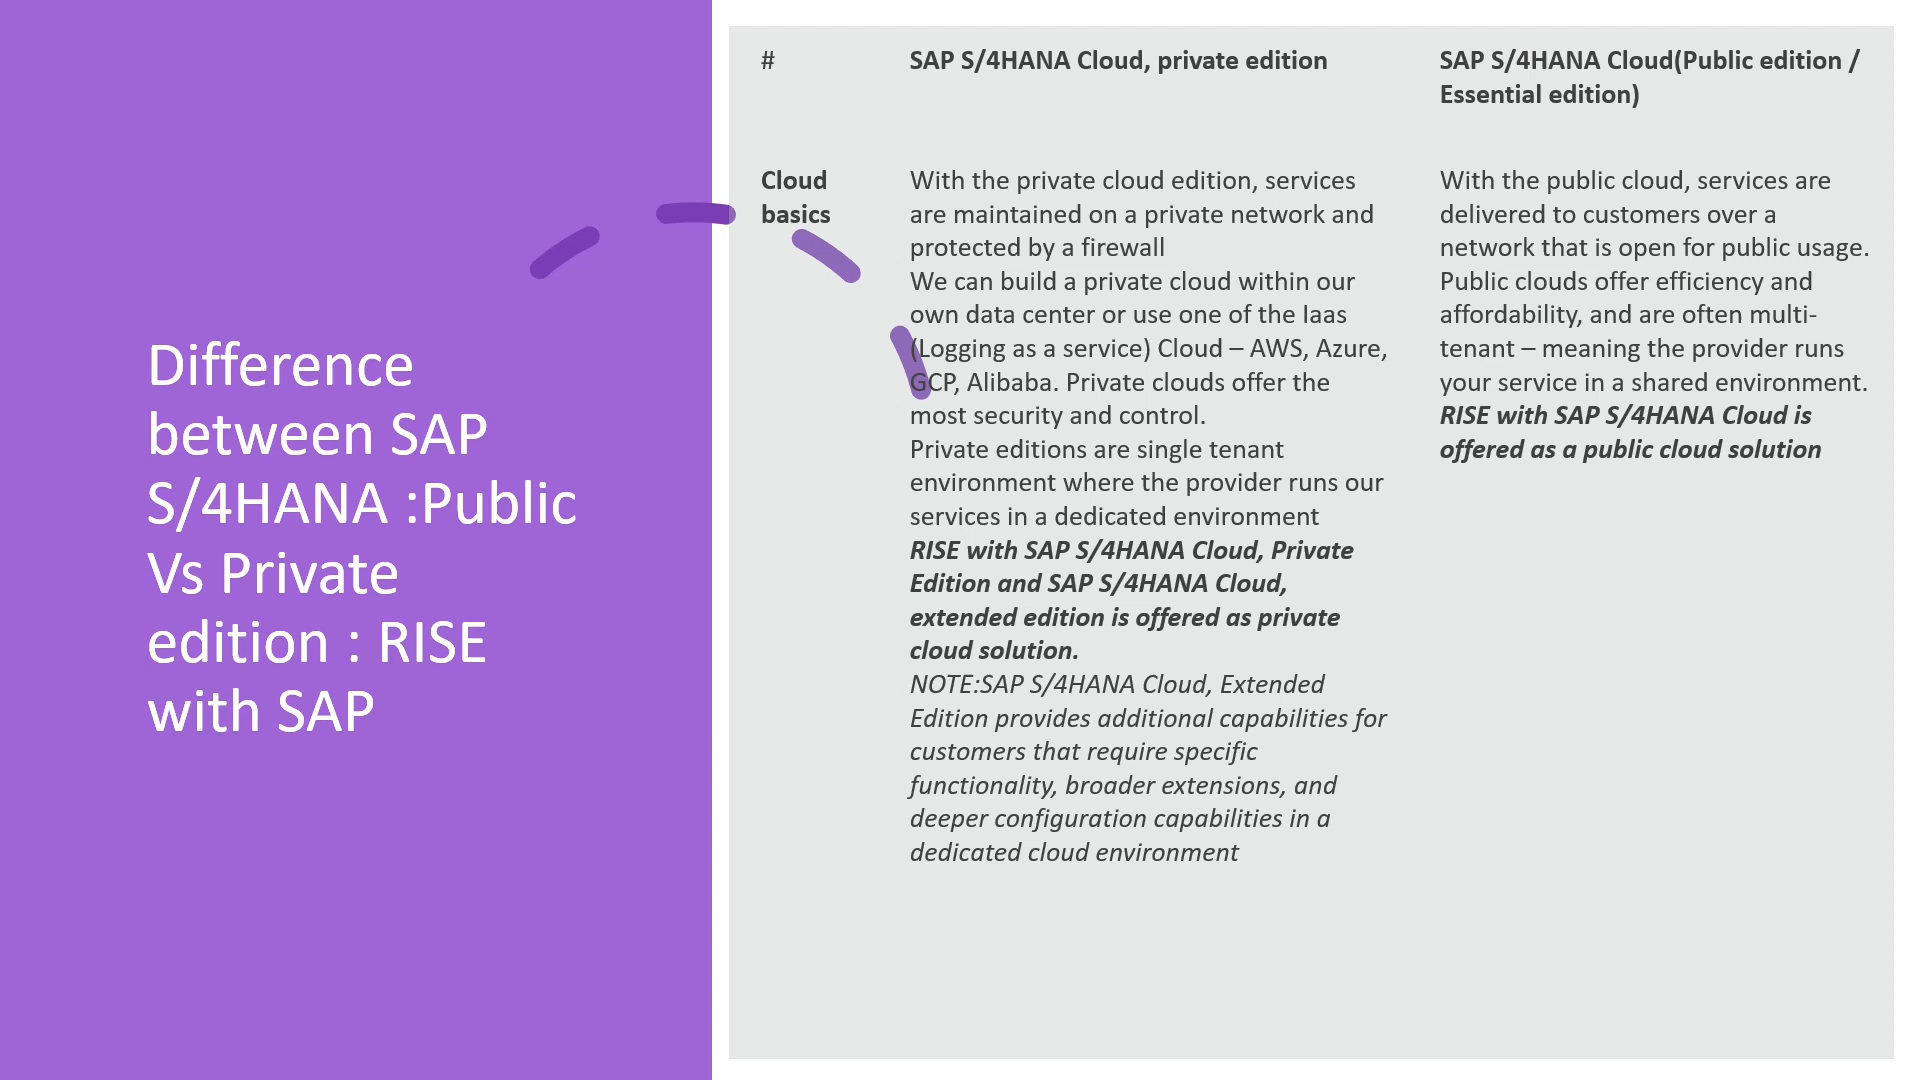 Difference
between SAP
S/4HANA :Public
Vs Private
edition : RISE
with SAP
#
SAP S/4HANA Cloud, private edition
SAP S/4HANA Cloud(Public edition /
Essential edition)
Cloud
basics
With the private cloud edition, services
are maintained on a private network and
protected by a firewall
We can build a private cloud within our
own data center or use one of the Iaas
(Logging as a service) Cloud – AWS, Azure,
GCP, Alibaba. Private clouds offer the
most security and control.
Private editions are single tenant
environment where the provider runs our
services in a dedicated environment
RISE with SAP S/4HANA Cloud, Private
Edition and SAP S/4HANA Cloud,
extended edition is offered as private
cloud solution.
NOTE:SAP S/4HANA Cloud, Extended
Edition provides additional capabilities for
customers that require specific
functionality, broader extensions, and
deeper configuration capabilities in a
dedicated cloud environment
With the public cloud, services are
delivered to customers over a
network that is open for public usage.
Public clouds offer efficiency and
affordability, and are often multi-
tenant – meaning the provider runs
your service in a shared environment.
RISE with SAP S/4HANA Cloud is
offered as a public cloud solution